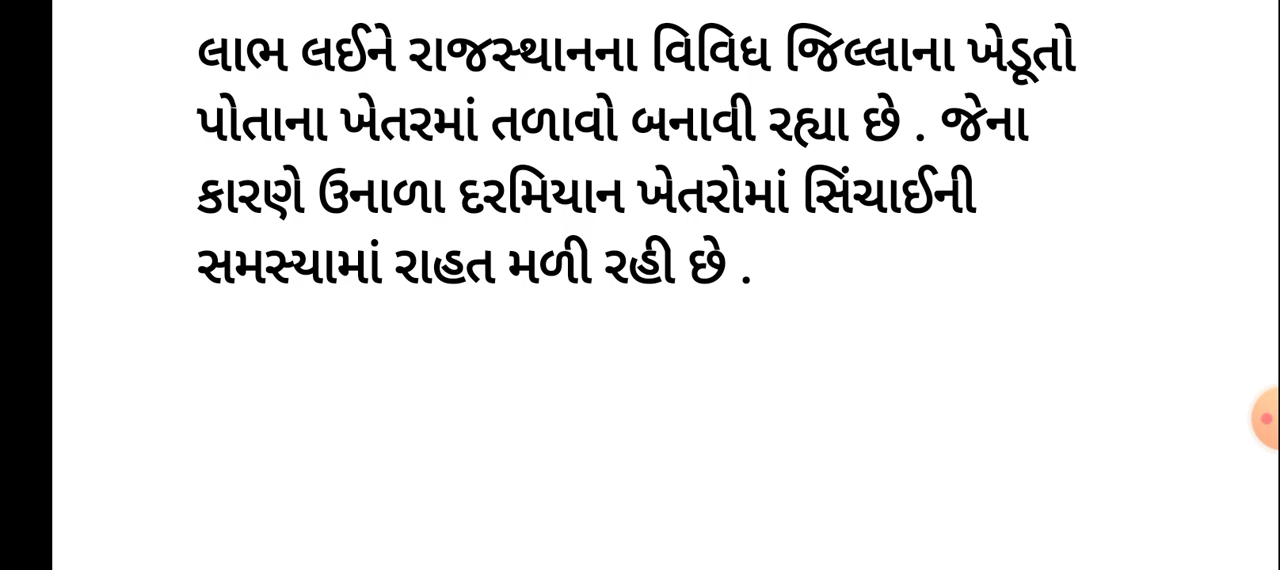 લાભ લઈને રાજસ્થાનના વિવિધ જિલ્લાના ખેડૂતો
પોતાના ખેતરમાં તળાવો બનાવી રહ્યા છે . જેના
કારણે ઉનાળા દરમિયાન ખેતરોમાં સિંચાઈની
સમસ્યામાં રાહત મળી રહી છે .